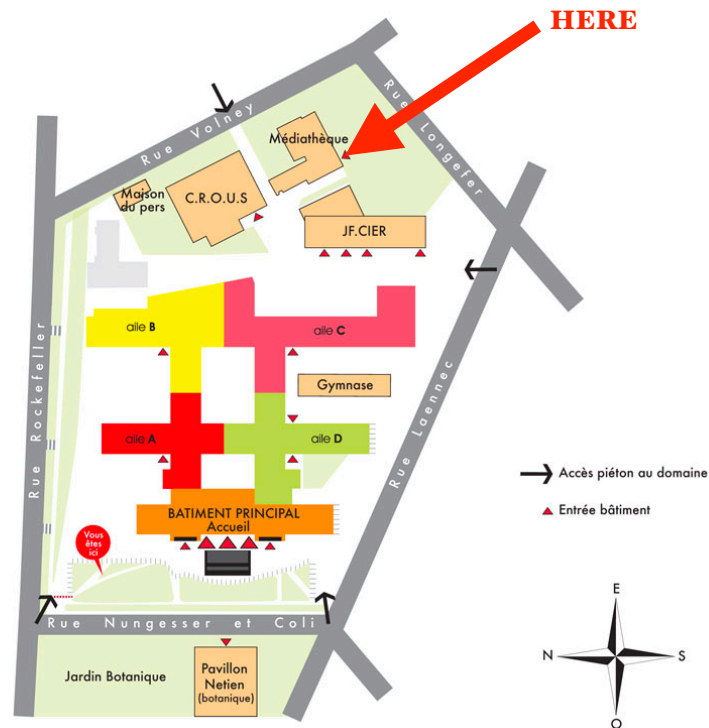 HERE
Rue Volney
Rue Longefer
Médiathèque
Maison
du pers
C.R.O.U.S
JF.CIER
aile B
aile C
Gymnase
Rue Rockefeller
Rue Laennec
aile A
aile D
Accès piéton au domaine
Entrée bâtiment
BATIMENT PRINCIPAL
Accueil
Vous
êtes
ici
Rue Nungesser et Coli
Jardin Botanique
Pavillon
Netien
(botanique)
E
N
S
O